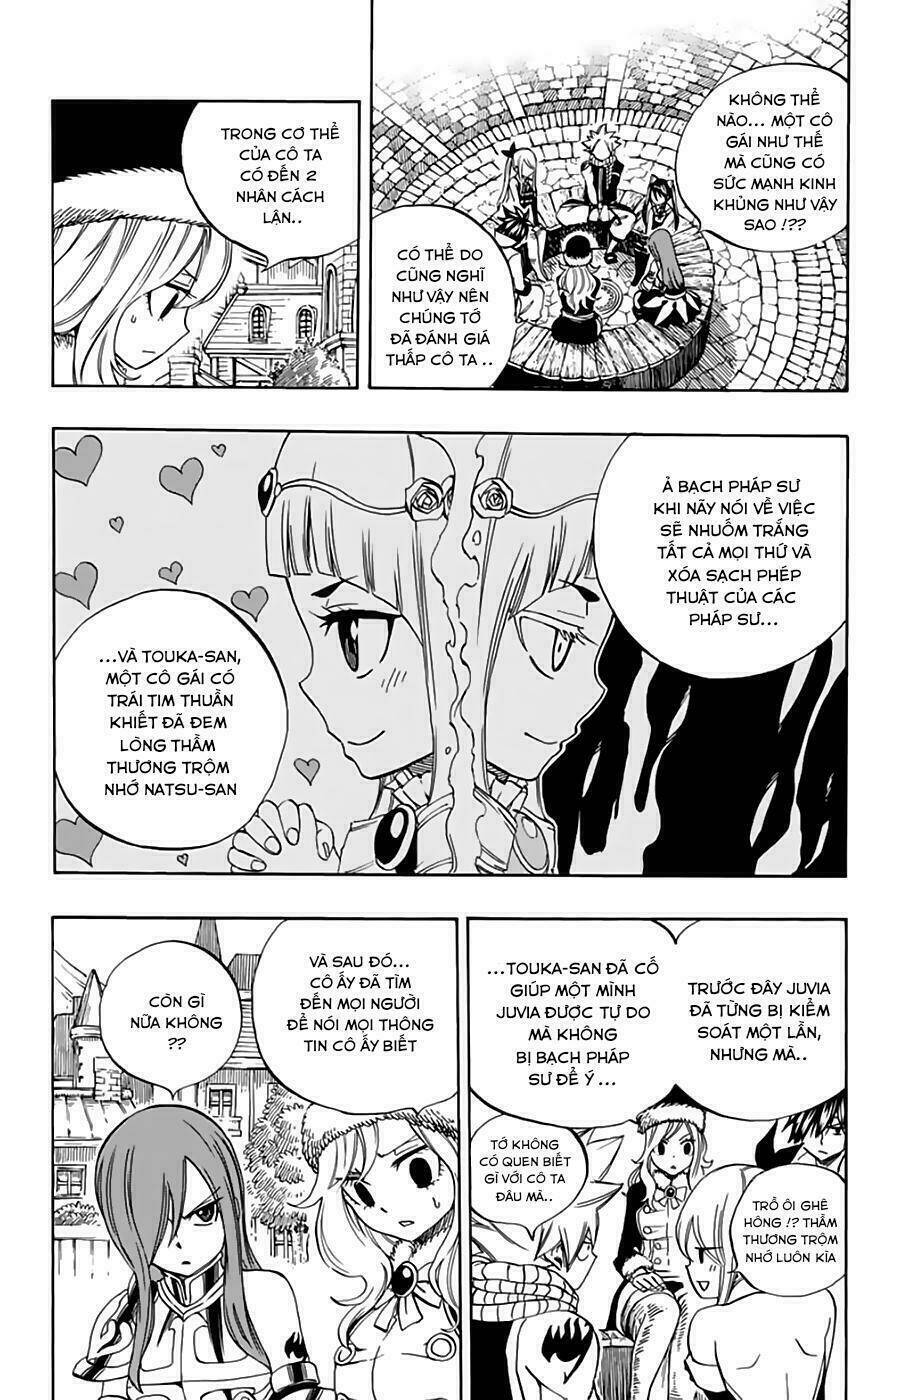 KHÔNG THỂ
NÀO... MỘT CÔ
GÁI NHƯ THẾ
MÀ CŨNG CÓ
SỨC MẠNH KINH
KHỦNG NHƯ VẬY
SAO !??
CÓ THỂ DO
CŨNG NGHĨ
NHƯ VẬY NÊN
CHÚNG TỚ
ĐÃ ĐÁNH GIÁ
THẤP CÔ TA ..
TRONG CƠ THỂ
CỦA CÔ TA
CÓ ĐẾN 2
NHÂN CÁCH
LẬN..
Ả BẠCH PHÁP SƯ
KHI NÃY NÓI VỀ VIỆC
SẼ NHUỐM TRẮNG
TẤT CẢ MỌI THỨ VÀ
XÓA SẠCH PHÉP
THUẬT CỦA CÁC
PHÁP SƯ...
...VÀ TOUKA-SAN,
MỘT CÔ GÁI CÓ
TRÁI TIM THUẦN
KHIẾT ĐÃ ĐEM
LÒNG THẦM
THƯƠNG TRỘM
NHỚ NATSU-SAN
TRƯỚC ĐÂY JUVIA
ĐÃ TỪNG BỊ KIỂM
SOÁT MỘT LẦN,
NHƯNG MÀ..
...TOUKA-SAN ĐÃ CỐ
GIÚP MỘT MÌNH
JUVIA ĐƯỢC TỰ DO
MÀ KHÔNG
BỊ BẠCH PHÁP
SƯ ĐỂ Ý ...
TỚ KHÔNG
CÓ QUEN BIẾT
GÌ VỚI CÔ TA
ĐÂU MÀ..
TRỒ ÔI GHÊ
HÔNG !? THẦM
THƯƠNG TRỘM
NHỚ LUÔN KÌA
VÀ SAU ĐÓ...
CÔ ẤY ĐÃ TÌM
ĐẾN MỌI NGƯỜI
ĐỂ NÓI MỌI THÔNG
TIN CÔ ẤY BIẾT
CÒN GÌ
NỮA KHÔNG
??